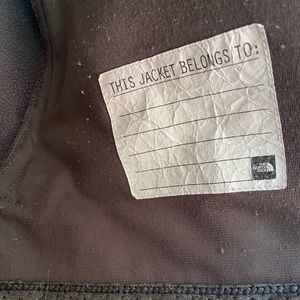 THIS JACKET BELONGS TO:
THE
NORTH
FACE